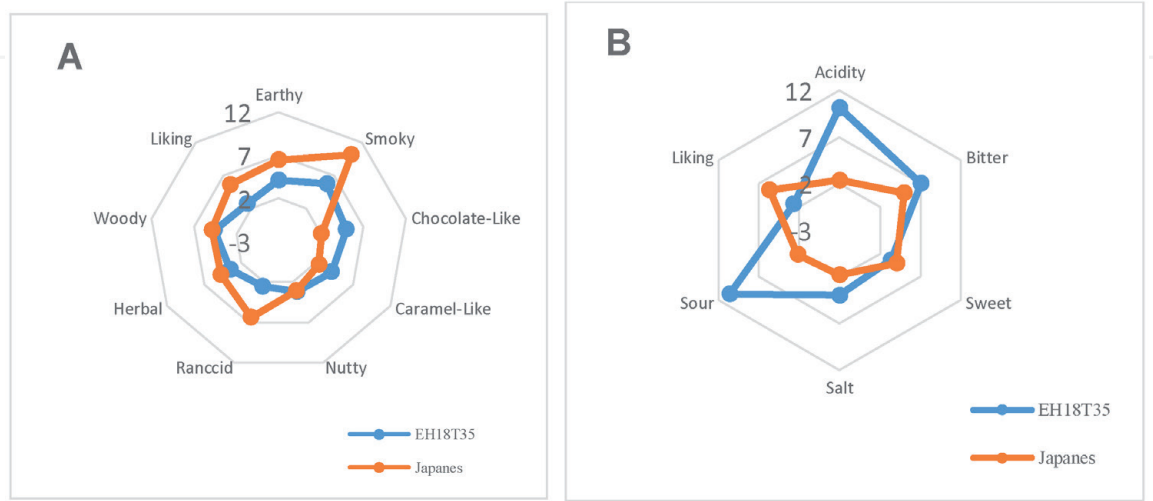 A
Earthy
12
Liking
Smoky
7
2
Woody
Chocolate-Like
-3
Herbal
Caramel-Like
Ranccid
Nutty
EH18T35
Japanes
B
Acidity
12
7
Liking
Bitter
2
-3
Sour
Sweet
Salt
EH18T35
Japanes